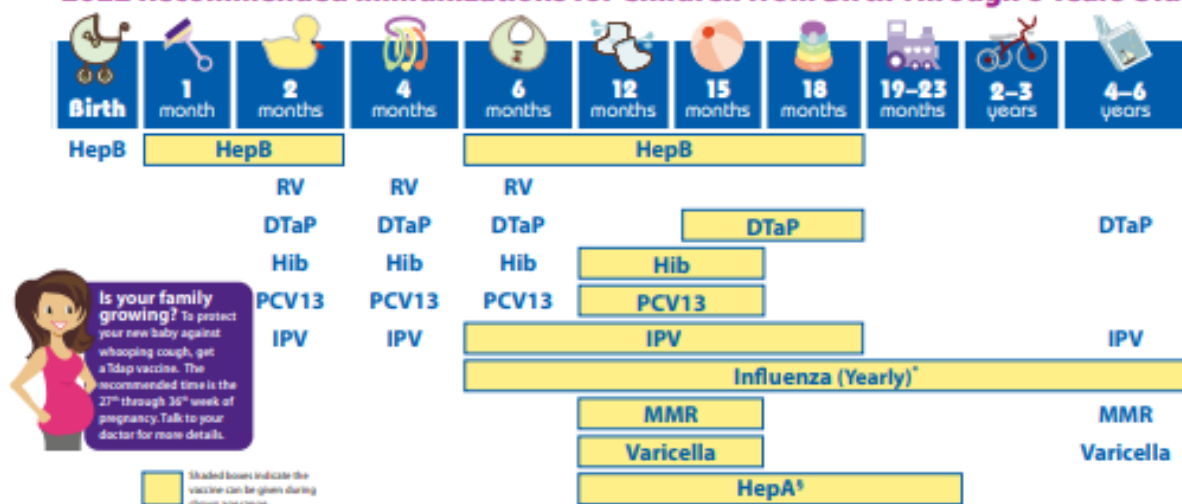 Birth
1 month
2 months
4 months
6 months
12 months
15 months
18 months
19–23 months
2–3 years
4–6 years
HepB HepB HepB
RV RV RV
DTaP DTaP DTaP DTaP DTaP
Hib Hib Hib Hib
PCV13 PCV13 PCV13 PCV13
IPV IPV IPV IPV
Influenza (Yearly)*
MMR MMR
Varicella Varicella
HepA§
Is your family
growing? To protect
your new baby against
whooping cough, get
a Tdap vaccine. The
recommended time is the
27th through 36th week of
pregnancy. Talk to your
doctor for more details.
Shaded boxes indicate the
vaccine can be given during